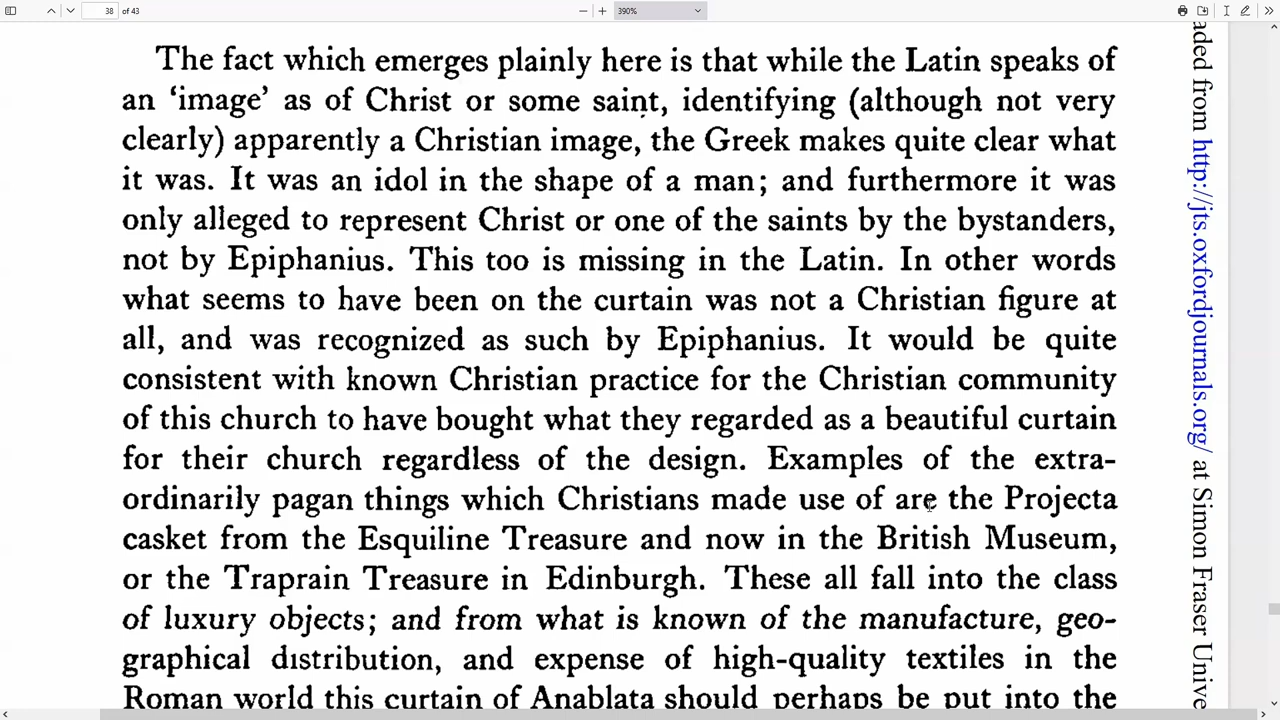 38 of 43
390%
The fact which emerges plainly here is that while the Latin speaks of
an ‘image’ as of Christ or some saint, identifying (although not very
clearly) apparently a Christian image, the Greek makes quite clear what
it was. It was an idol in the shape of a man; and furthermore it was
only alleged to represent Christ or one of the saints by the bystanders,
not by Epiphanius. This too is missing in the Latin. In other words
what seems to have been on the curtain was not a Christian figure at
all, and was recognized as such by Epiphanius. It would be quite
consistent with known Christian practice for the Christian community
of this church to have bought what they regarded as a beautiful curtain
for their church regardless of the design. Examples of the extra-
ordinarily pagan things which Christians made use of are the Projecta
casket from the Esquiline Treasure and now in the British Museum,
or the Traprain Treasure in Edinburgh. These all fall into the class
of luxury objects; and from what is known of the manufacture, geo-
graphical distribution, and expense of high-quality textiles in the
Roman world this curtain of Anablata should perhaps be put into the
aded from http://jts.oxfordjournals.org/ at Simon Fraser Unive